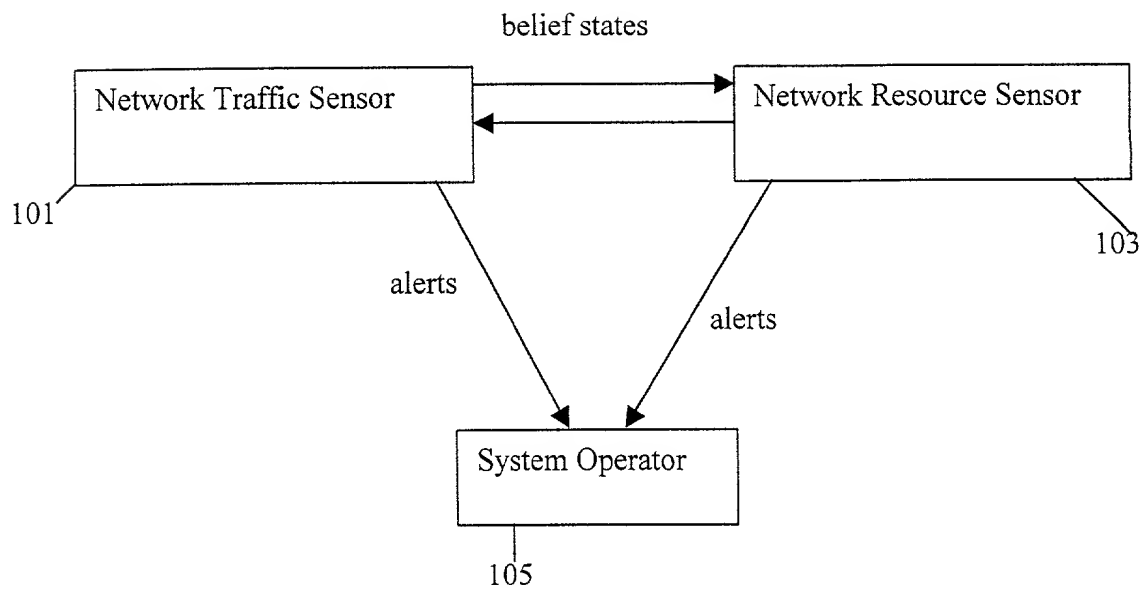 belief states
Network Traffic Sensor
Network Resource Sensor
101
103
alerts
alerts
System Operator
105